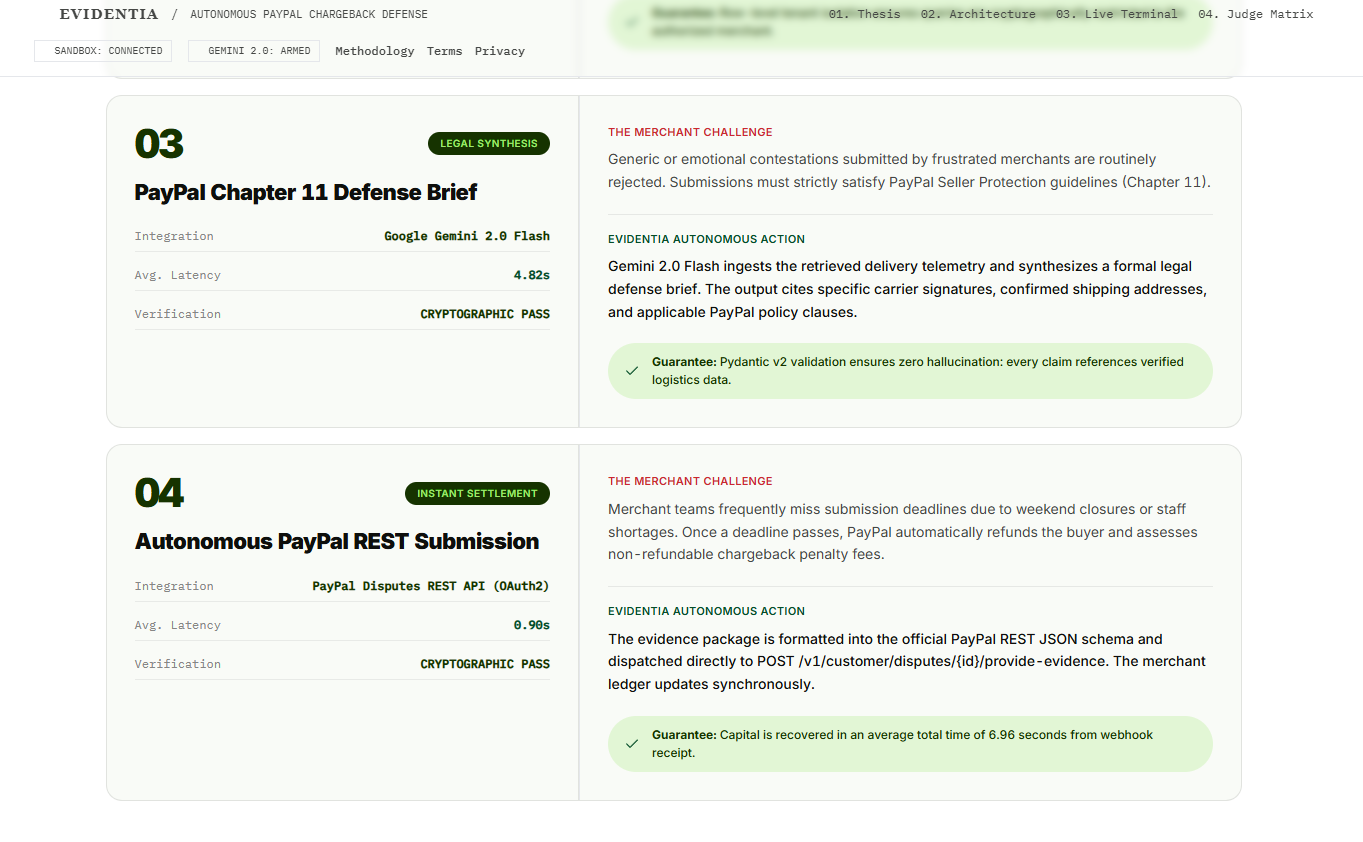 EVIDENTIA / AUTONOMOUS PAYPAL CHARGEBACK DEFENSE
01. Thesis 02. Architecture 03. Live Terminal 04. Judge Matrix
SANDBOX: CONNECTED GEMINI 2.0: ARMED Methodology Terms Privacy
03
LEGAL SYNTHESIS
PayPal Chapter 11 Defense Brief
Integration Google Gemini 2.0 Flash
Avg. Latency 4.82s
Verification CRYPTOGRAPHIC PASS
THE MERCHANT CHALLENGE
Generic or emotional contestations submitted by frustrated merchants are routinely
rejected. Submissions must strictly satisfy PayPal Seller Protection guidelines (Chapter 11).
EVIDENTIA AUTONOMOUS ACTION
Gemini 2.0 Flash ingests the retrieved delivery telemetry and synthesizes a formal legal
defense brief. The output cites specific carrier signatures, confirmed shipping addresses,
and applicable PayPal policy clauses.
Guarantee: Pydantic v2 validation ensures zero hallucination: every claim references verified
logistics data.
04
INSTANT SETTLEMENT
Autonomous PayPal REST Submission
Integration PayPal Disputes REST API (OAuth2)
Avg. Latency 0.90s
Verification CRYPTOGRAPHIC PASS
THE MERCHANT CHALLENGE
Merchant teams frequently miss submission deadlines due to weekend closures or staff
shortages. Once a deadline passes, PayPal automatically refunds the buyer and assesses
non-refundable chargeback penalty fees.
EVIDENTIA AUTONOMOUS ACTION
The evidence package is formatted into the official PayPal REST JSON schema and
dispatched directly to POST /v1/customer/disputes/{id}/provide-evidence. The merchant
ledger updates synchronously.
Guarantee: Capital is recovered in an average total time of 6.96 seconds from webhook
receipt.